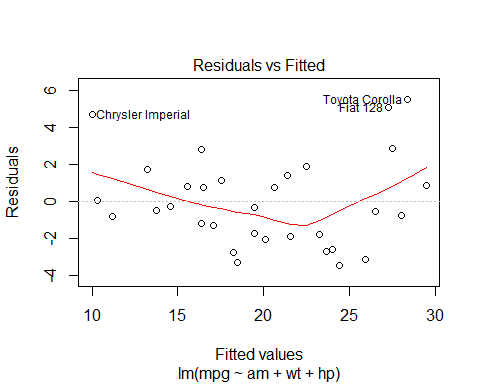 Residuals vs Fitted
Residuals
6
4
2
0
-2
-4
Toyota Corolla
Fiat 128
Chrysler Imperial
10 15 20 25 30
Fitted values
lm(mpg ~ am + wt + hp)